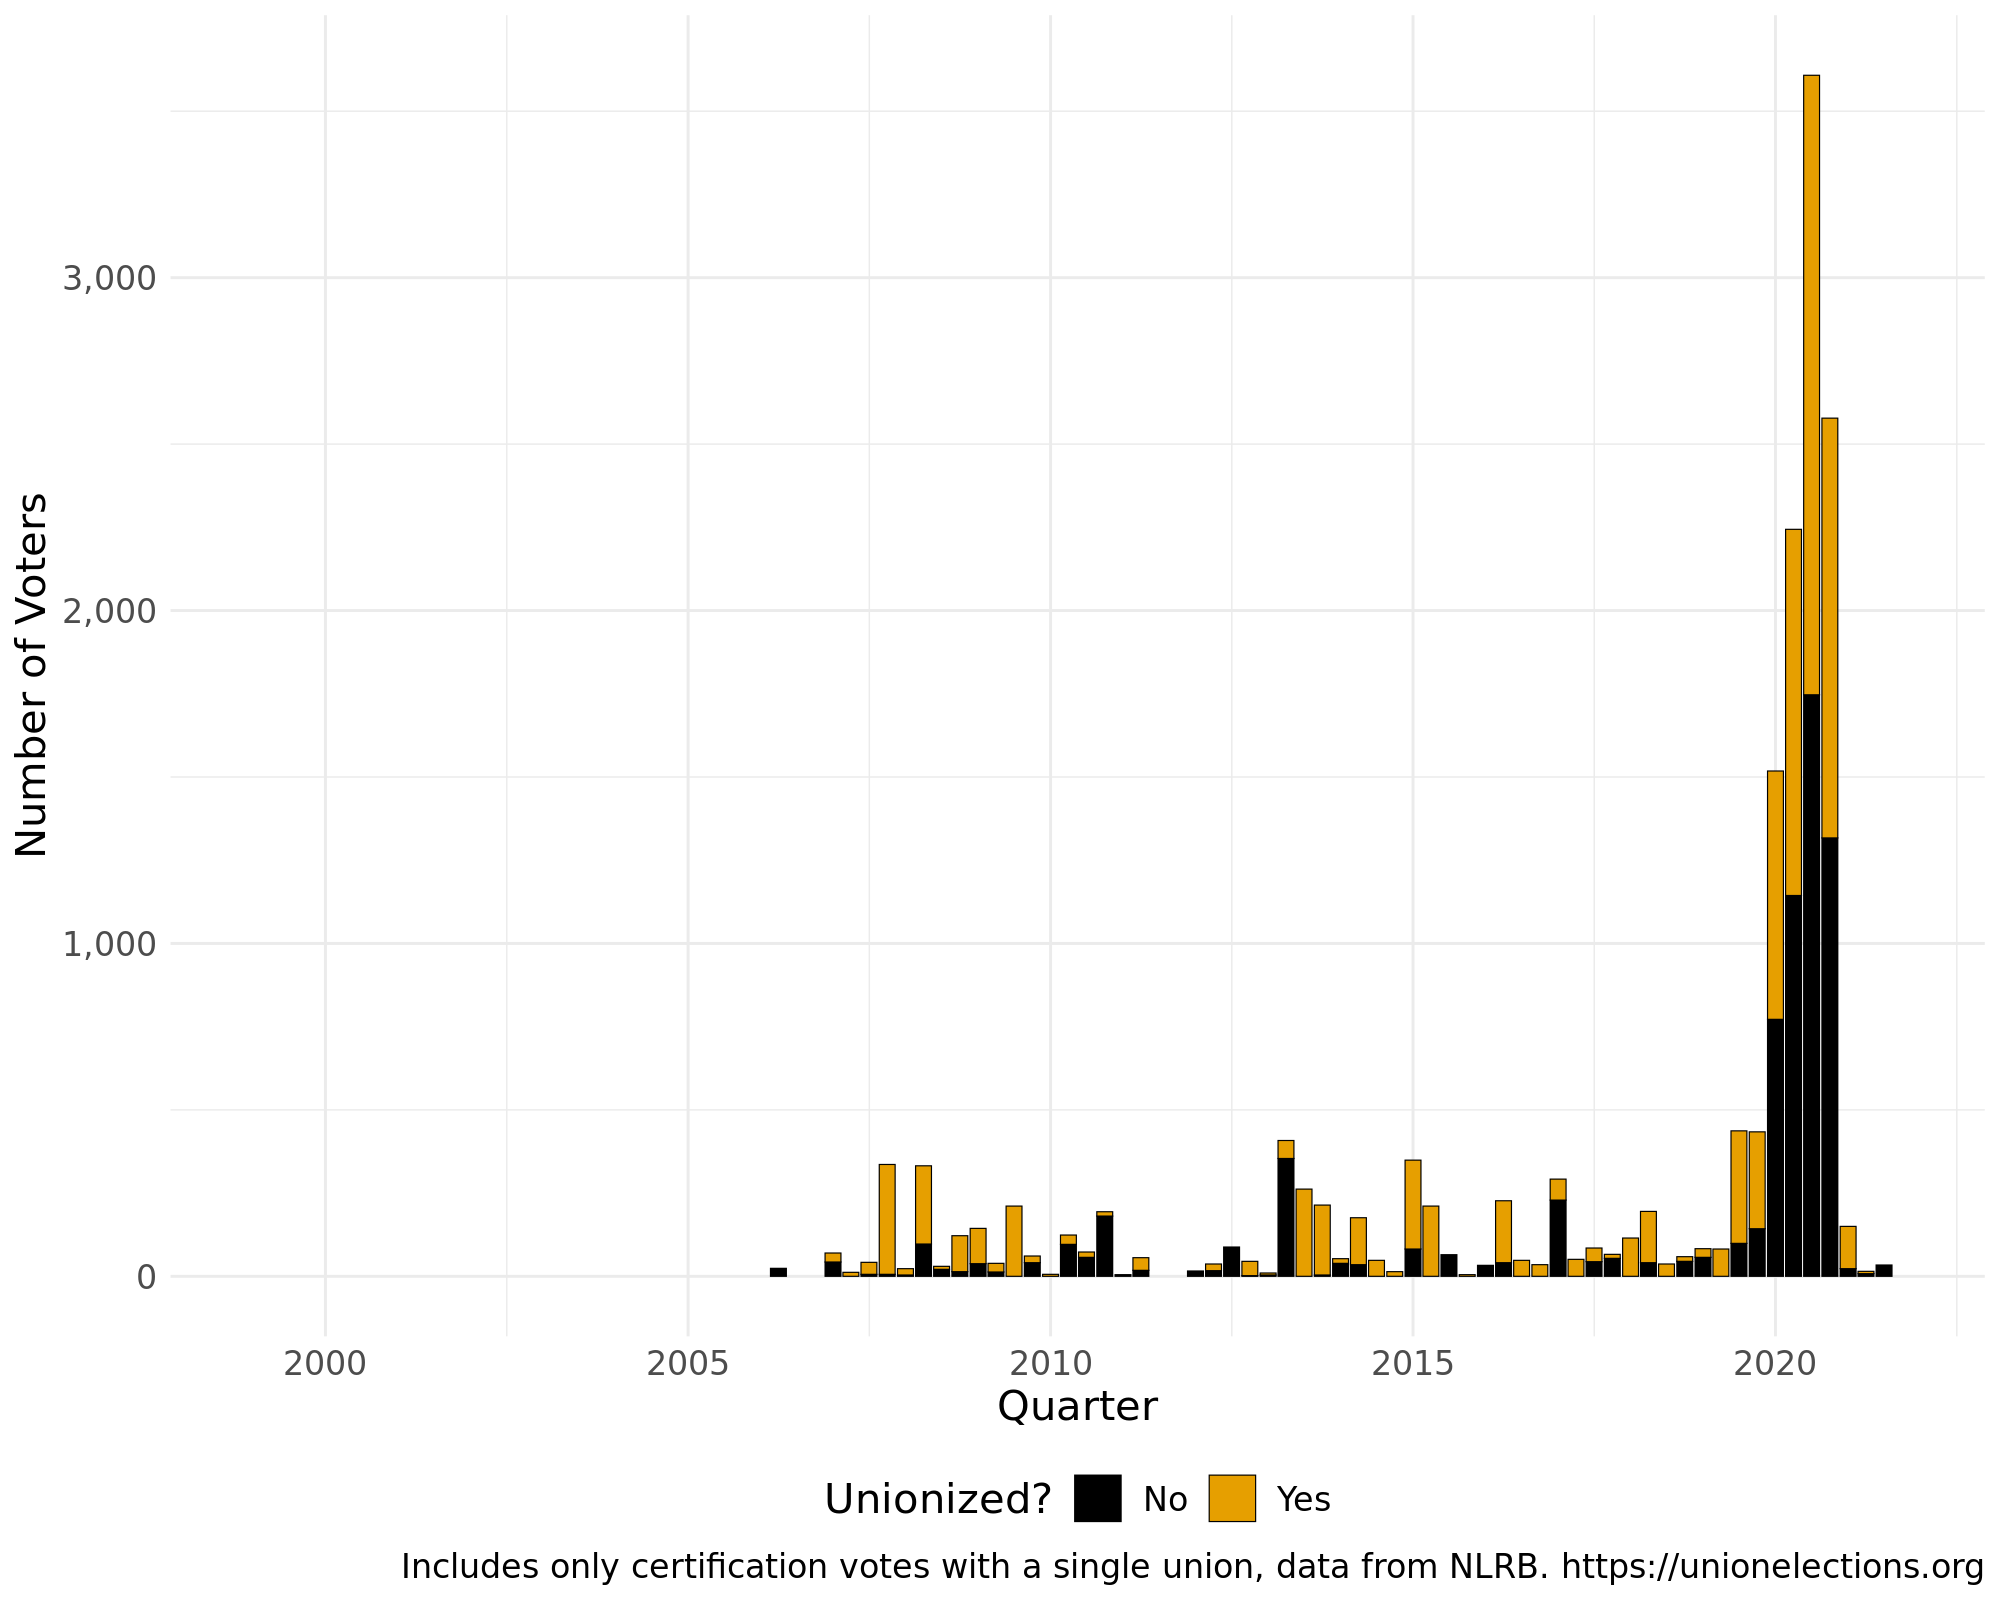 3,000
2,000
1,000
0
Number of Voters
2000 2005 2010 2015 2020
Quarter
Unionized? No Yes
Includes only certification votes with a single union, data from NLRB. https://unionelections.org